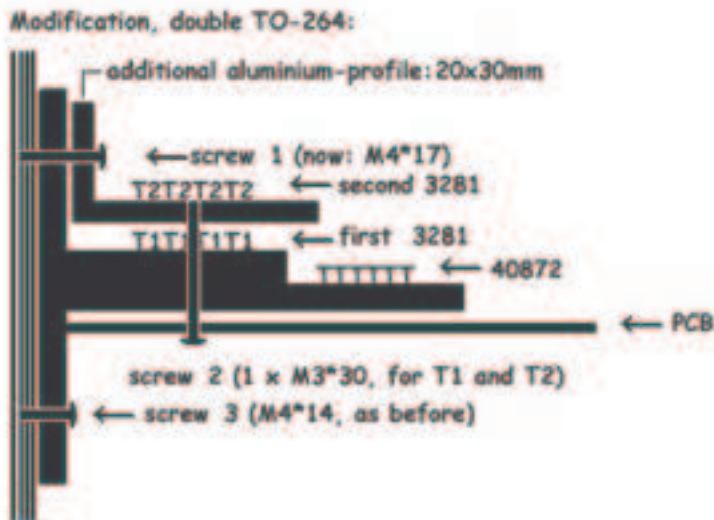 Modification, double TO-264:
additional aluminium-profile: 20x30mm
screw 1 (now: M4*17)
T2T2T2T2
second 3281
T1T1T1T1
first 3281
TTTTTT
40872
PCB
screw 2 (1 x M3*30, for T1 and T2)
screw 3 (M4*14, as before)